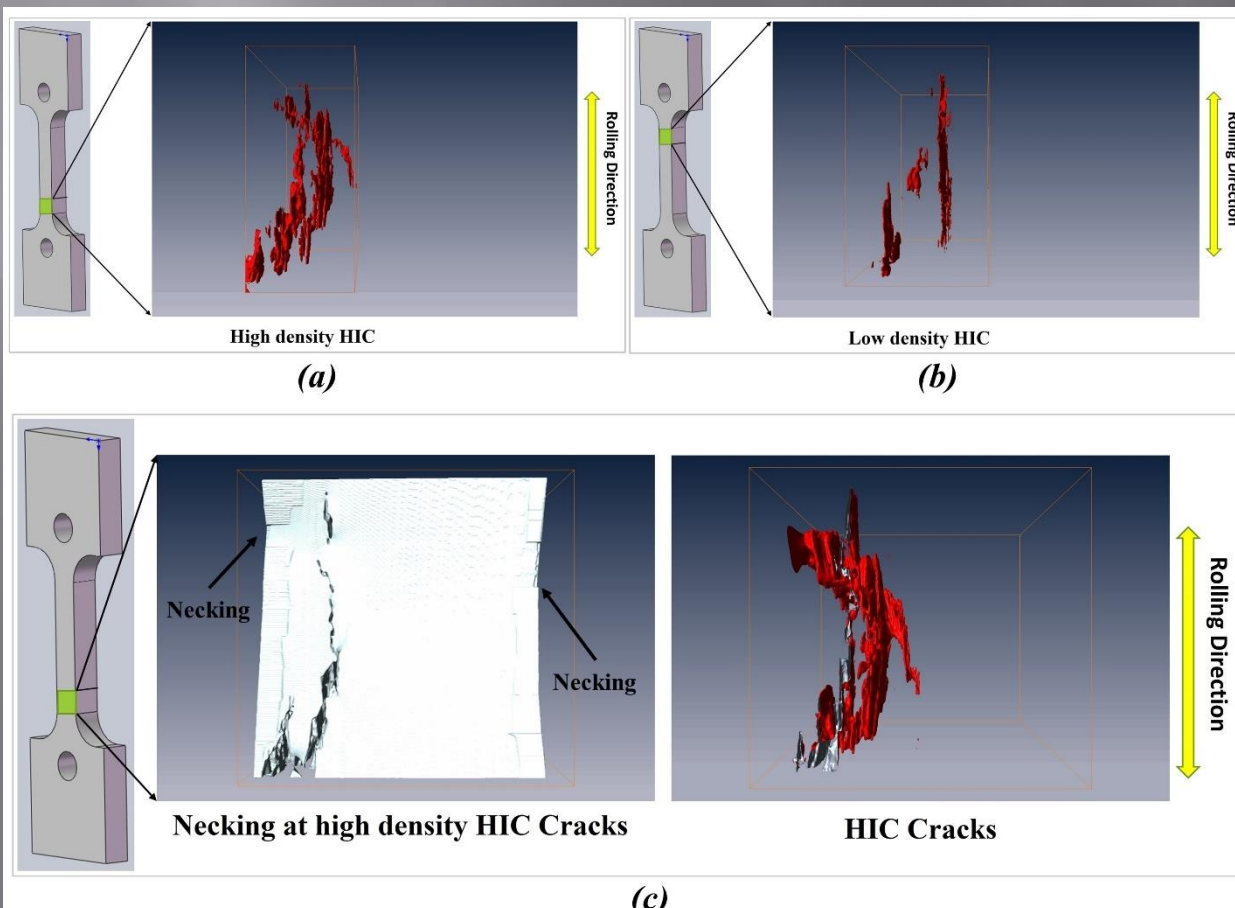 Rolling Direction
High density HIC
(a)
Rolling Direction
Low density HIC
(b)
Necking
Necking
Necking at high density HIC Cracks
HIC Cracks
Rolling Direction
(c)